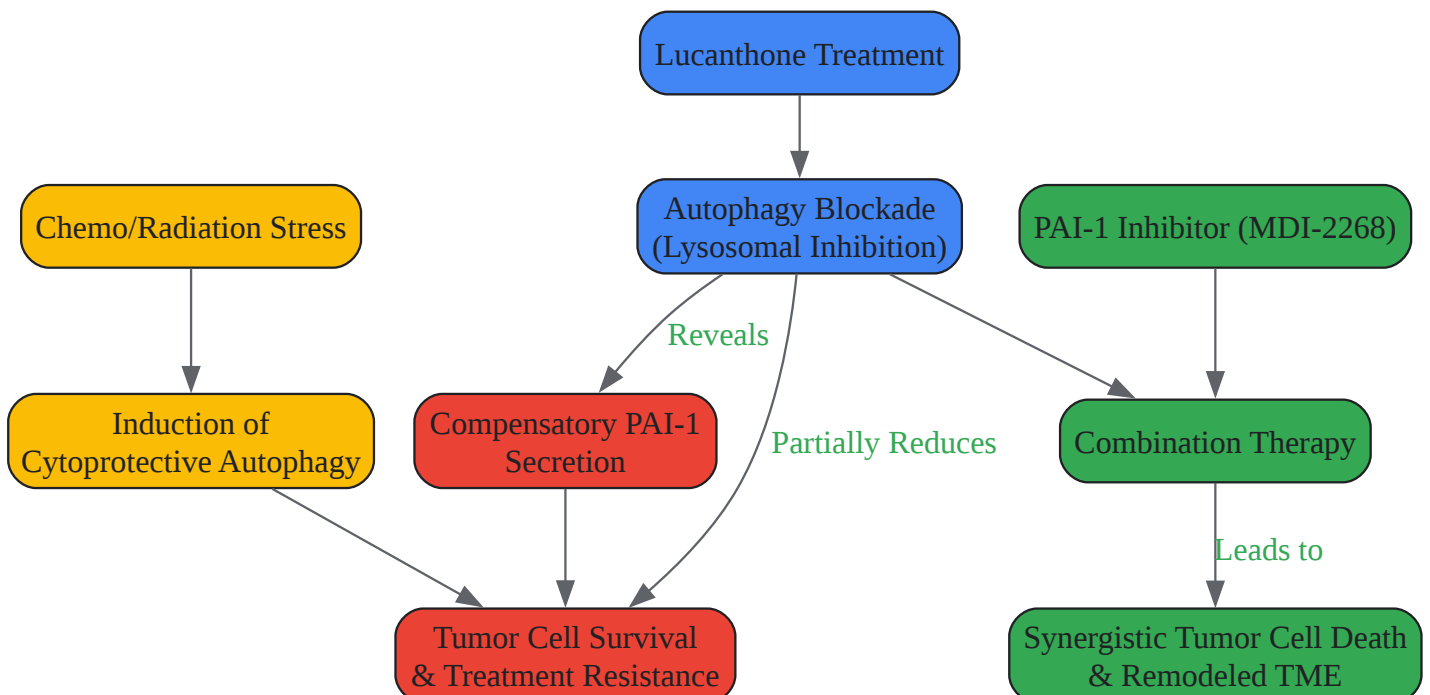 Lucanthone Treatment
Chemo/Radiation Stress
Autophagy Blockade
(Lysosomal Inhibition)
PAI-1 Inhibitor (MDI-2268)
Reveals
Induction of
Cytoprotective Autophagy
Compensatory PAI-1
Secretion
Partially Reduces
Combination Therapy
Leads to
Tumor Cell Survival
& Treatment Resistance
Synergistic Tumor Cell Death
& Remodeled TME